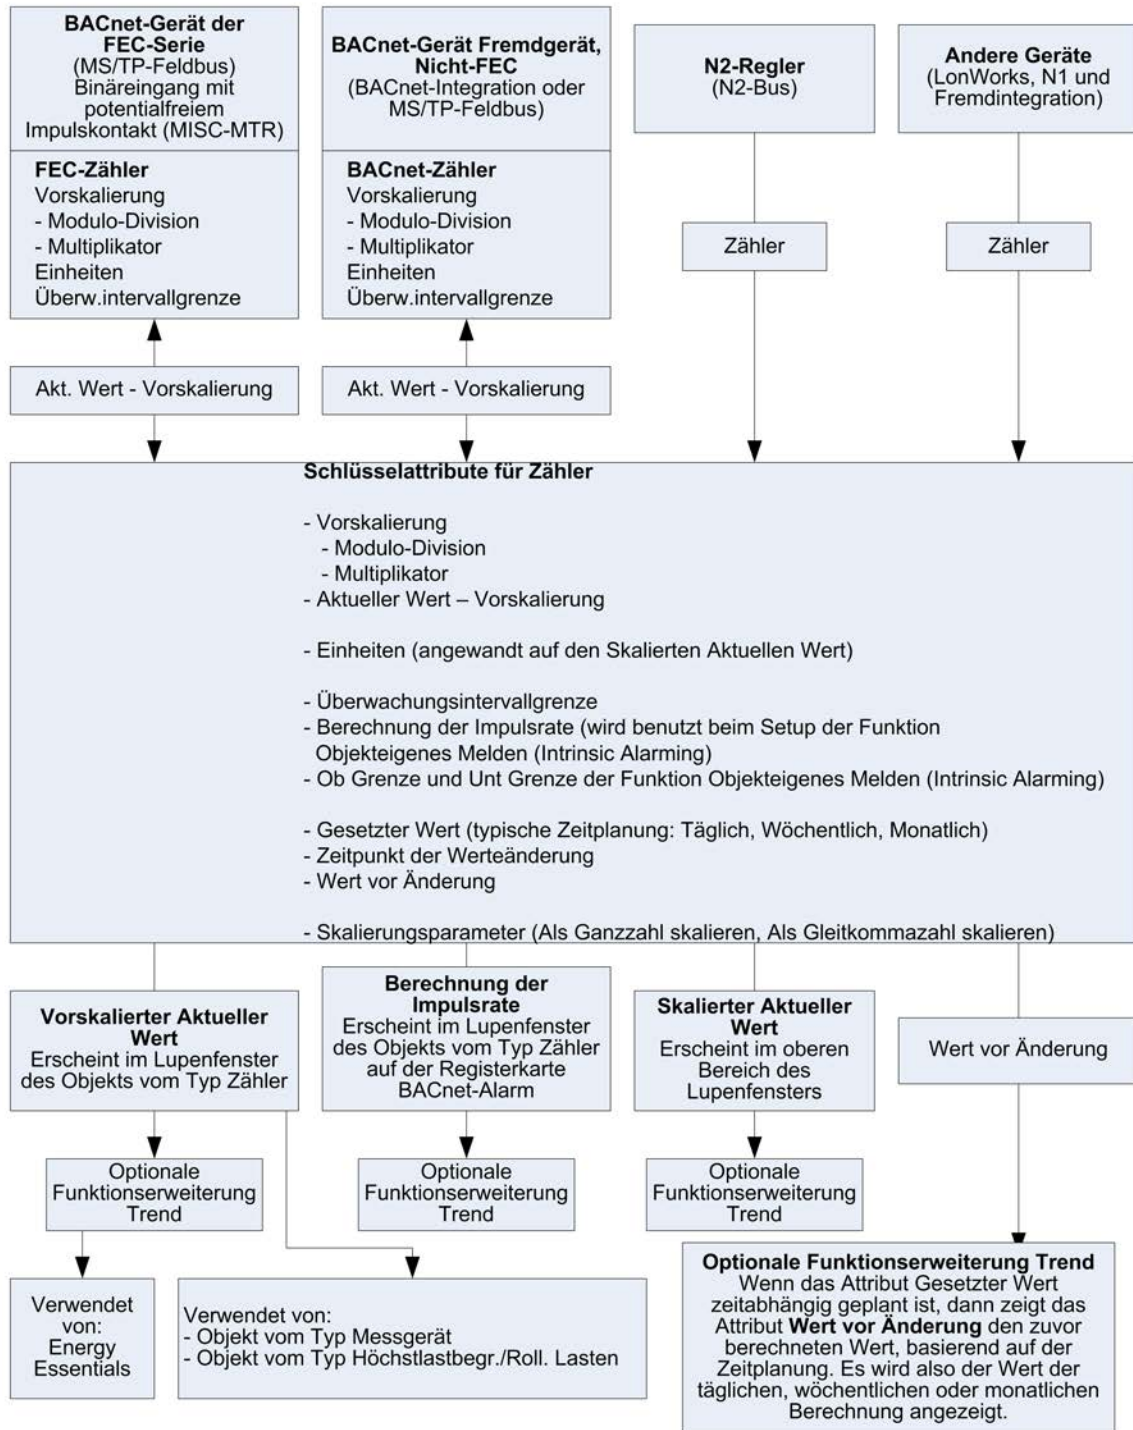 BACnet-Gerät der
FEC-Serie
(MS/TP-Feldbus)
Binäreingang mit
potentialfreiem
Impulskontakt (MISC-MTR)
FEC-Zähler
Vorskalierung
- Modulo-Division
- Multiplikator
Einheiten
Überw.intervallgrenze
BACnet-Gerät Fremdgerät,
Nicht-FEC
(BACnet-Integration oder
MS/TP-Feldbus)
BACnet-Zähler
Vorskalierung
- Modulo-Division
- Multiplikator
Einheiten
Überw.intervallgrenze
N2-Regler
(N2-Bus)
Zähler
Andere Geräte
(LonWorks, N1 und
Fremdintegration)
Zähler
Akt. Wert - Vorskalierung
Akt. Wert - Vorskalierung
Schlüsselattribute für Zähler
- Vorskalierung
- Modulo-Division
- Multiplikator
- Aktueller Wert – Vorskalierung
- Einheiten (angewandt auf den Skalierten Aktuellen Wert)
- Überwachungsintervallgrenze
- Berechnung der Impulsrate (wird benutzt beim Setup der Funktion
Objekteigenes Melden (Intrinsic Alarming)
- Ob Grenze und Unt Grenze der Funktion Objekteigenes Melden (Intrinsic Alarming)
- Gesetzter Wert (typische Zeitplanung: Täglich, Wöchentlich, Monatlich)
- Zeitpunkt der Werteänderung
- Wert vor Änderung
- Skalierungsparameter (Als Ganzzahl skalieren, Als Gleitkommazahl skalieren)
Vorskalierter Aktueller
Wert
Erscheint im Lupenfenster
des Objekts vom Typ Zähler
Berechnung der
Impulsrate
Erscheint im Lupenfenster
des Objekts vom Typ Zähler
auf der Registerkarte
BACnet-Alarm
Skalierter Aktueller
Wert
Erscheint im oberen
Bereich des
Lupenfensters
Wert vor Änderung
Optionale
Funktionserweiterung
Trend
Optionale
Funktionserweiterung
Trend
Optionale
Funktionserweiterung
Trend
Verwendet
von:
Energy
Essentials
Verwendet von:
- Objekt vom Typ Messgerät
- Objekt vom Typ Höchstlastbegr./Roll. Lasten
Optionale Funktionserweiterung Trend
Wenn das Attribut Gesetzter Wert
zeitabhängig geplant ist, dann zeigt das
Attribut Wert vor Änderung den zuvor
berechneten Wert, basierend auf der
Zeitplanung. Es wird also der Wert der
täglichen, wöchentlichen oder monatlichen
Berechnung angezeigt.